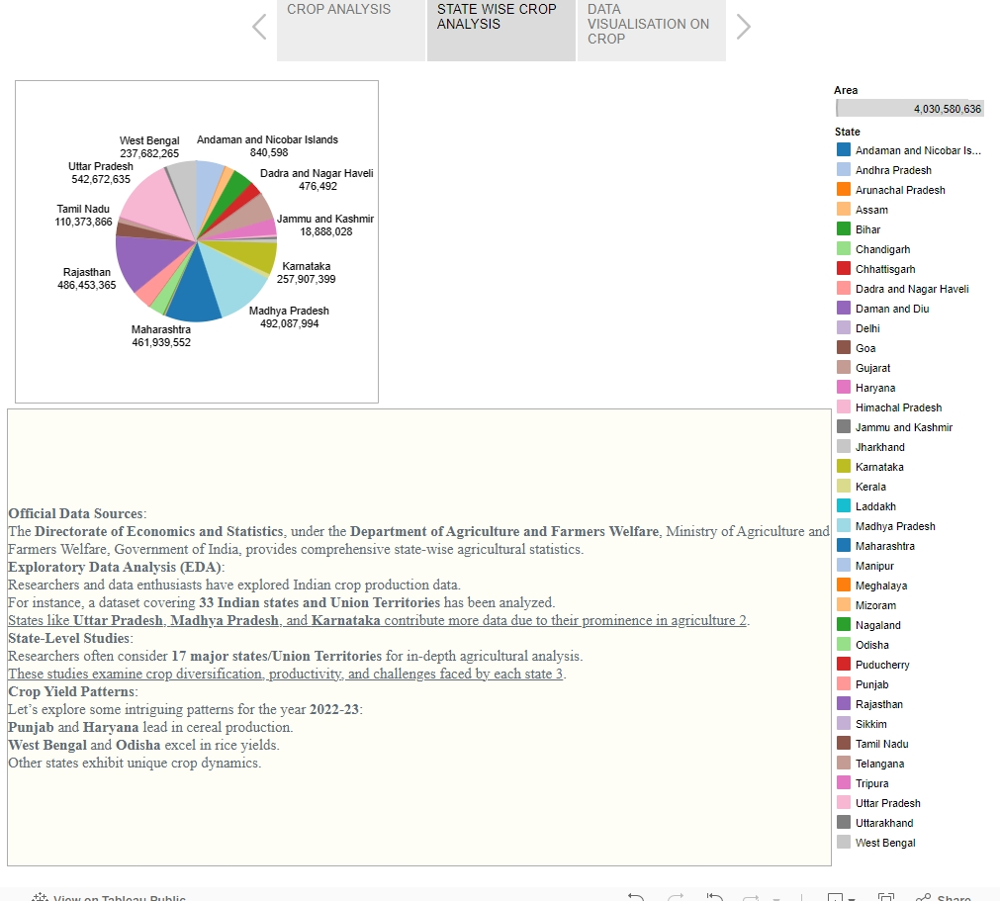 CROP ANALYSIS
STATE WISE CROP
ANALYSIS
DATA
VISUALISATION ON
CROP
West Bengal
237,682,265
Andaman and Nicobar Islands
840,598
Uttar Pradesh
542,672,635
Dadra and Nagar Haveli
476,492
Tamil Nadu
110,373,866
Jammu and Kashmir
18,888,028
Rajasthan
486,453,365
Karnataka
257,907,399
Madhya Pradesh
492,087,994
Maharashtra
461,939,552
Official Data Sources:
The Directorate of Economics and Statistics, under the Department of Agriculture and Farmers Welfare, Ministry of Agriculture and
Farmers Welfare, Government of India, provides comprehensive state-wise agricultural statistics.
Exploratory Data Analysis (EDA):
Researchers and data enthusiasts have explored Indian crop production data.
For instance, a dataset covering 33 Indian states and Union Territories has been analyzed.
States like Uttar Pradesh, Madhya Pradesh, and Karnataka contribute more data due to their prominence in agriculture 2.
State-Level Studies:
Researchers often consider 17 major states/Union Territories for in-depth agricultural analysis.
These studies examine crop diversification, productivity, and challenges faced by each state 3.
Crop Yield Patterns:
Let’s explore some intriguing patterns for the year 2022-23:
Punjab and Haryana lead in cereal production.
West Bengal and Odisha excel in rice yields.
Other states exhibit unique crop dynamics.
Area
4,030,580,636
State
Andaman and Nicobar Is...
Andhra Pradesh
Arunachal Pradesh
Assam
Bihar
Chandigarh
Chhattisgarh
Dadra and Nagar Haveli
Daman and Diu
Delhi
Goa
Gujarat
Haryana
Himachal Pradesh
Jammu and Kashmir
Jharkhand
Karnataka
Kerala
Laddakh
Madhya Pradesh
Maharashtra
Manipur
Meghalaya
Mizoram
Nagaland
Odisha
Puducherry
Punjab
Rajasthan
Sikkim
Tamil Nadu
Telangana
Tripura
Uttar Pradesh
Uttarakhand
West Bengal
View on Tableau Public
Share